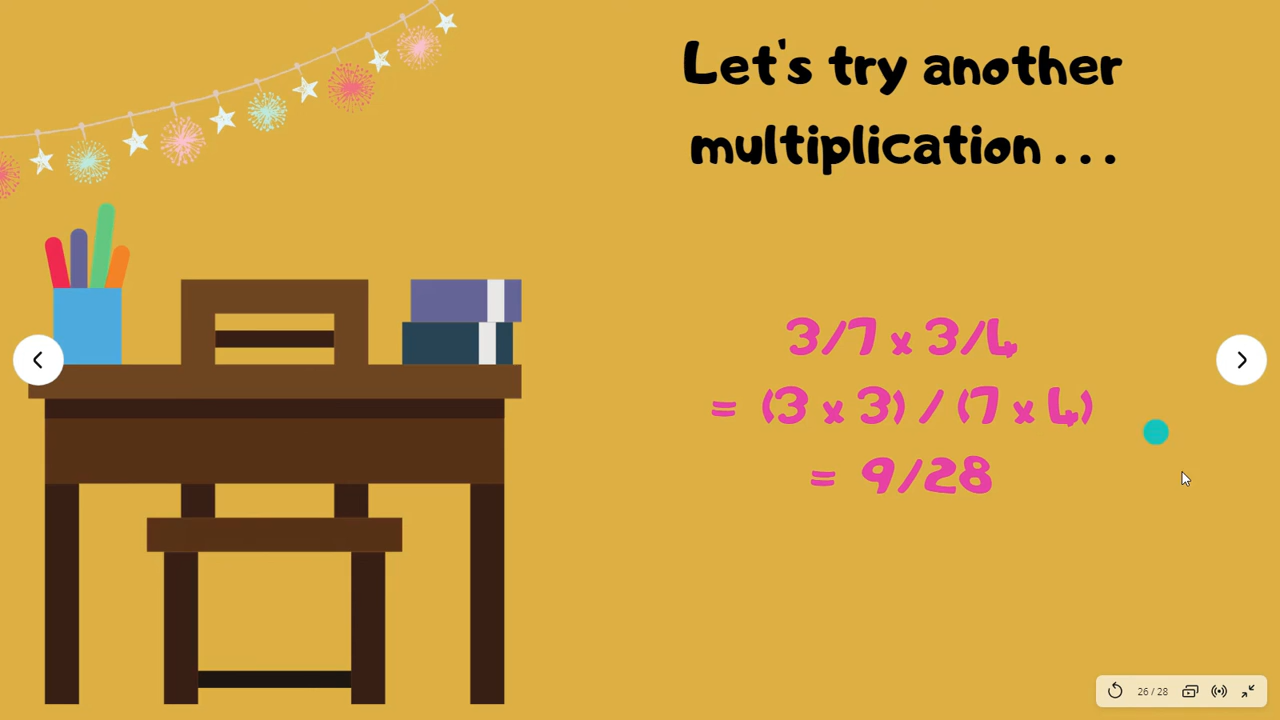 Let's try another
multiplication . . .
3/7 x 3/4
= (3 x 3) / (7 x 4)
= 9/28
26 / 28